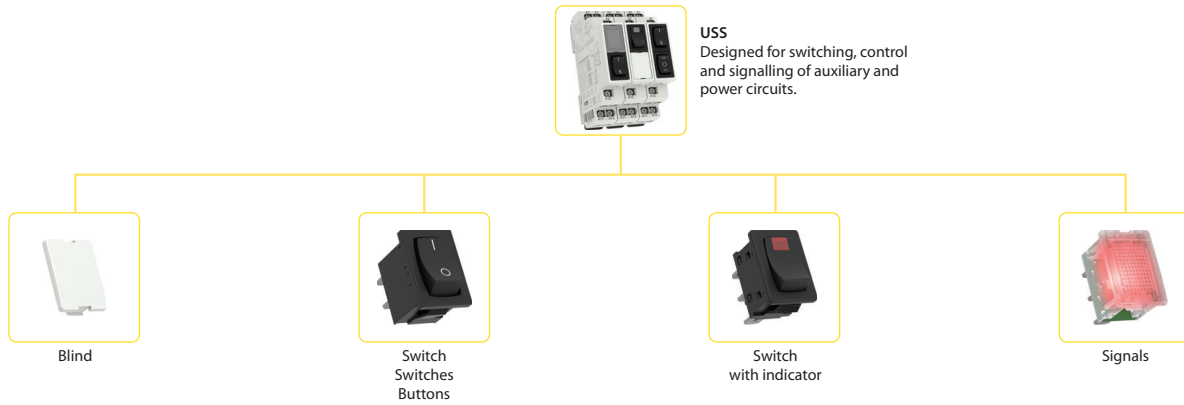 USS
Designed for switching, control
and signalling of auxiliary and
power circuits.
Blind
Switch
Switches
Buttons
Switch
with indicator
Signals